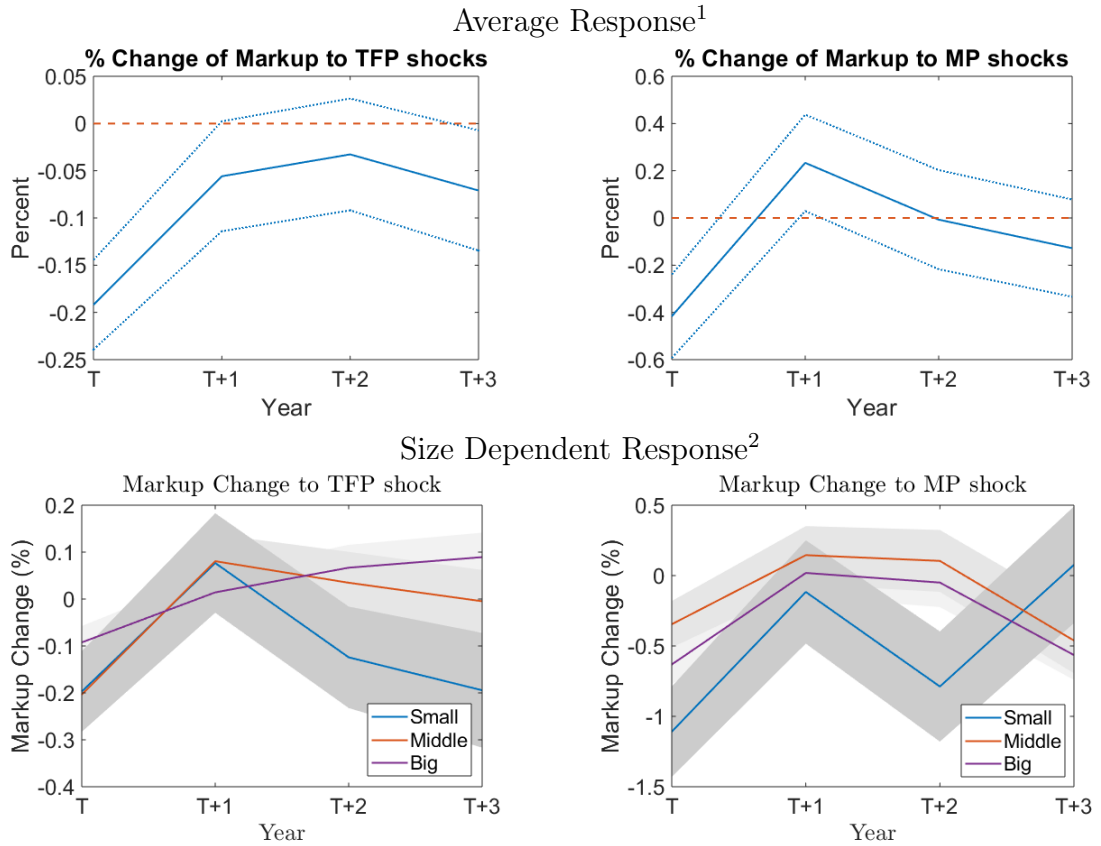 Average Response1
% Change of Markup to TFP shocks
0.05
0
-0.05
-0.1
-0.15
-0.2
-0.25
Percent
T T+1 T+2 T+3
Year
% Change of Markup to MP shocks
0.6
0.4
0.2
0
-0.2
-0.4
-0.6
Percent
T T+1 T+2 T+3
Year
Size Dependent Response2
Markup Change to TFP shock
0.2
0.1
0
-0.1
-0.2
-0.3
-0.4
Markup Change (%)
Small
Middle
Big
T T+1 T+2 T+3
Year
Markup Change to MP shock
0.5
0
-0.5
-1
-1.5
Markup Change (%)
Small
Middle
Big
T T+1 T+2 T+3
Year